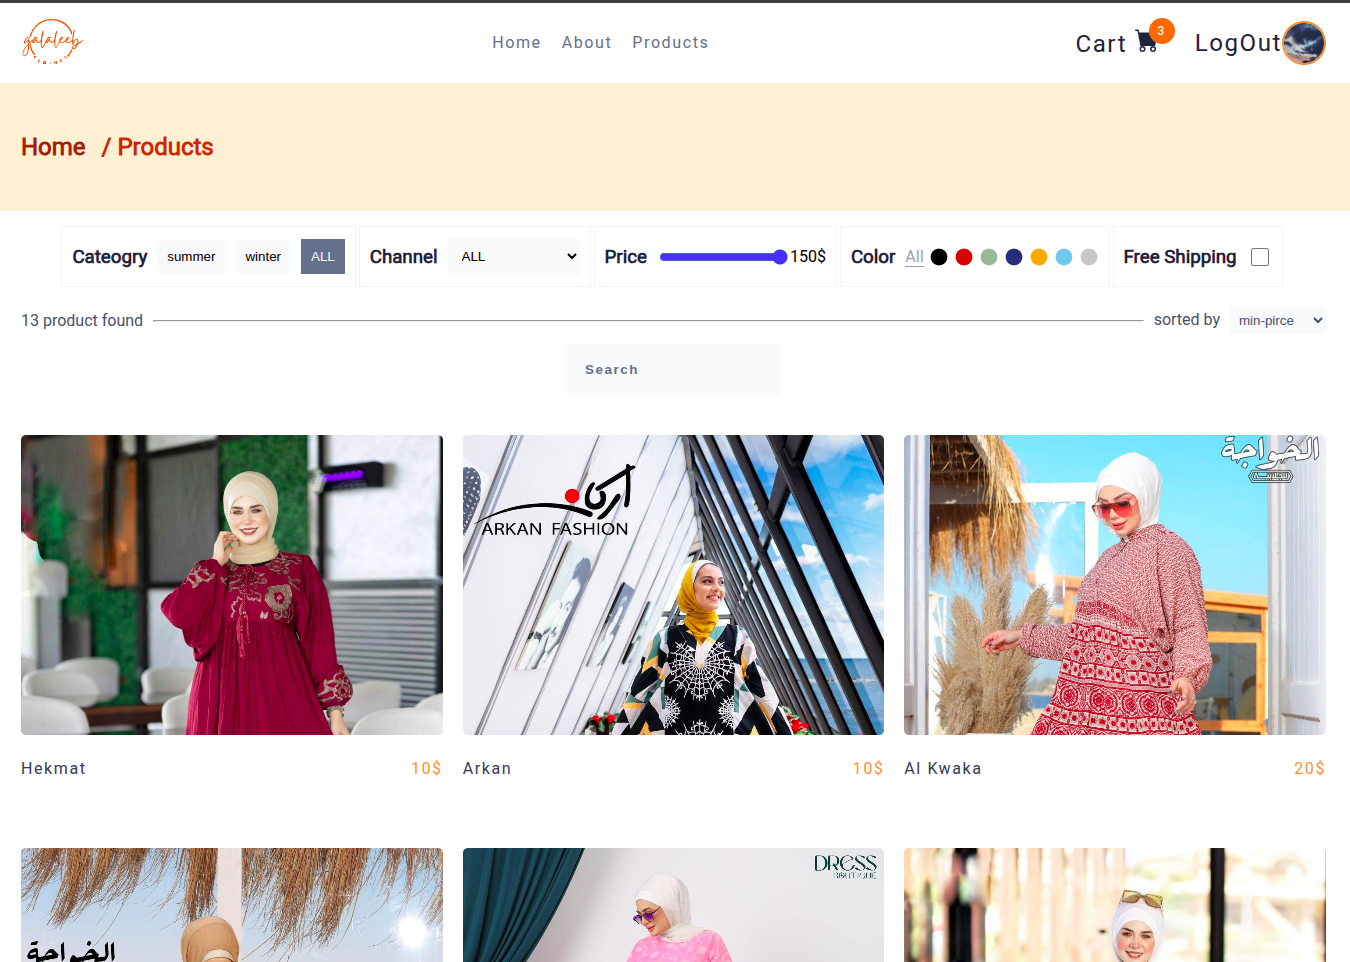 galaleeb
Home About Products
Cart 3 LogOut
Home / Products
Cateogry summer winter ALL
Channel ALL
Price 150$
Color All
Free Shipping
13 product found
sorted by min-pirce
Search
أركان
ARKAN FASHION
الخواجة
Hekmat 10$
Arkan 10$
Al Kwaka 20$
الخواجة
DRESS
BOUTIQUE